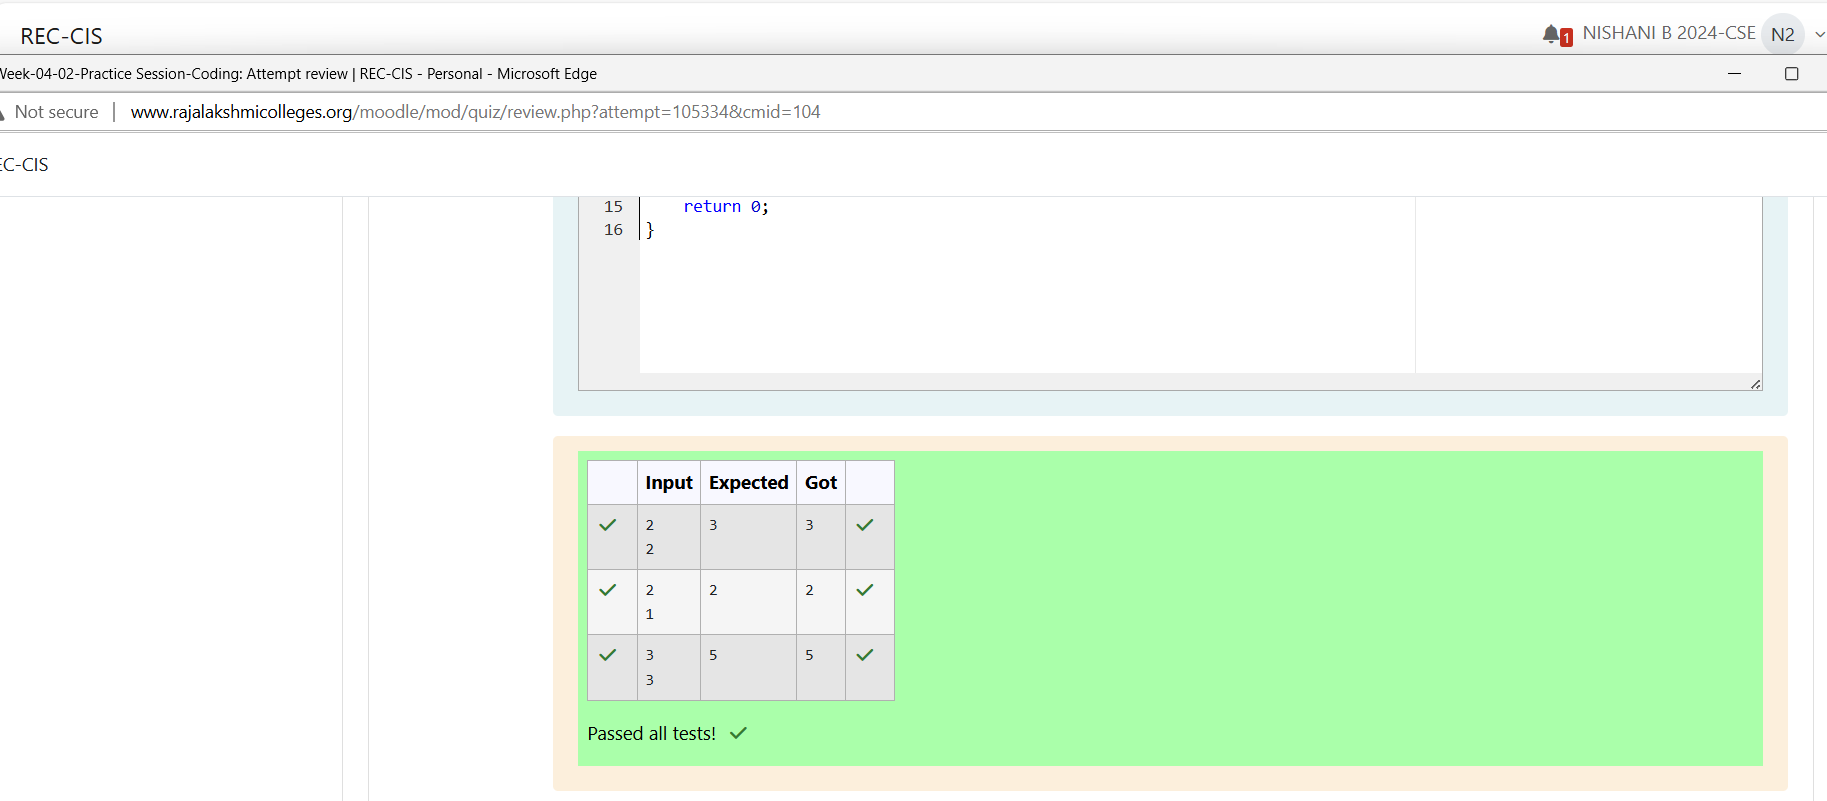 REC-CIS
1 NISHANI B 2024-CSE N2
Week-04-02-Practice Session-Coding: Attempt review | REC-CIS - Personal - Microsoft Edge
Not secure | www.rajalakshmicolleges.org/moodle/mod/quiz/review.php?attempt=105334&cmid=104
EC-CIS
15 return 0;
16 }
Input Expected Got
2 3 3
2
2 2 2
1
3 5 5
3
Passed all tests!